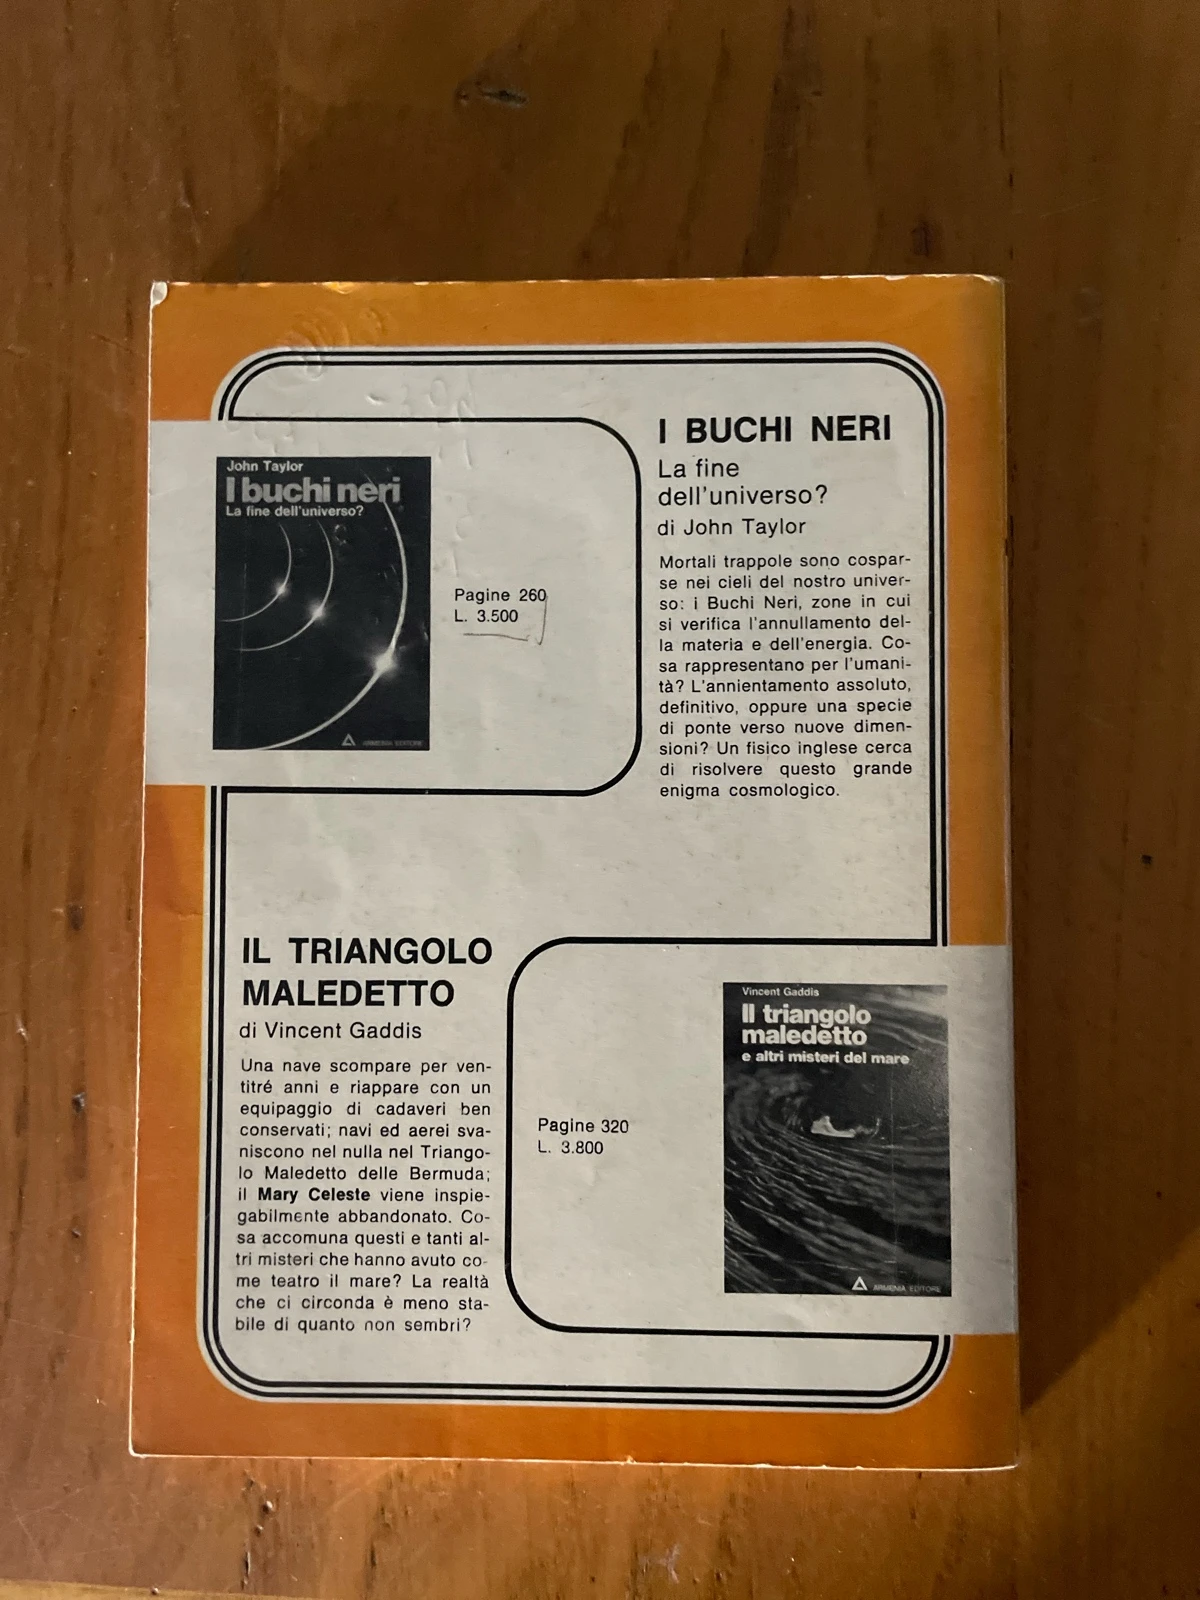 John Taylor
I buchi neri
La fine dell'universo?
ARMENIA EDITORE
Pagine 260
L. 3.500
I BUCHI NERI
La fine
dell'universo?
di John Taylor
Mortali trappole sono cospar-
se nei cieli del nostro univer-
so: i Buchi Neri, zone in cui
si verifica l'annullamento del-
la materia e dell'energia. Co-
sa rappresentano per l'umani-
tà? L'annientamento assoluto,
definitivo, oppure una specie
di ponte verso nuove dimen-
sioni? Un fisico inglese cerca
di risolvere questo grande
enigma cosmologico.
IL TRIANGOLO
MALEDETTO
di Vincent Gaddis
Una nave scompare per ven-
titré anni e riappare con un
equipaggio di cadaveri ben
conservati; navi ed aerei sva-
niscono nel nulla nel Triango-
lo Maledetto delle Bermuda;
il Mary Celeste viene inspie-
gabilmente abbandonato. Co-
sa accomuna questi e tanti al-
tri misteri che hanno avuto co-
me teatro il mare? La realtà
che ci circonda è meno sta-
bile di quanto non sembri?
Pagine 320
L. 3.800
Vincent Gaddis
Il triangolo
maledetto
e altri misteri del mare
ARMENIA EDITORE